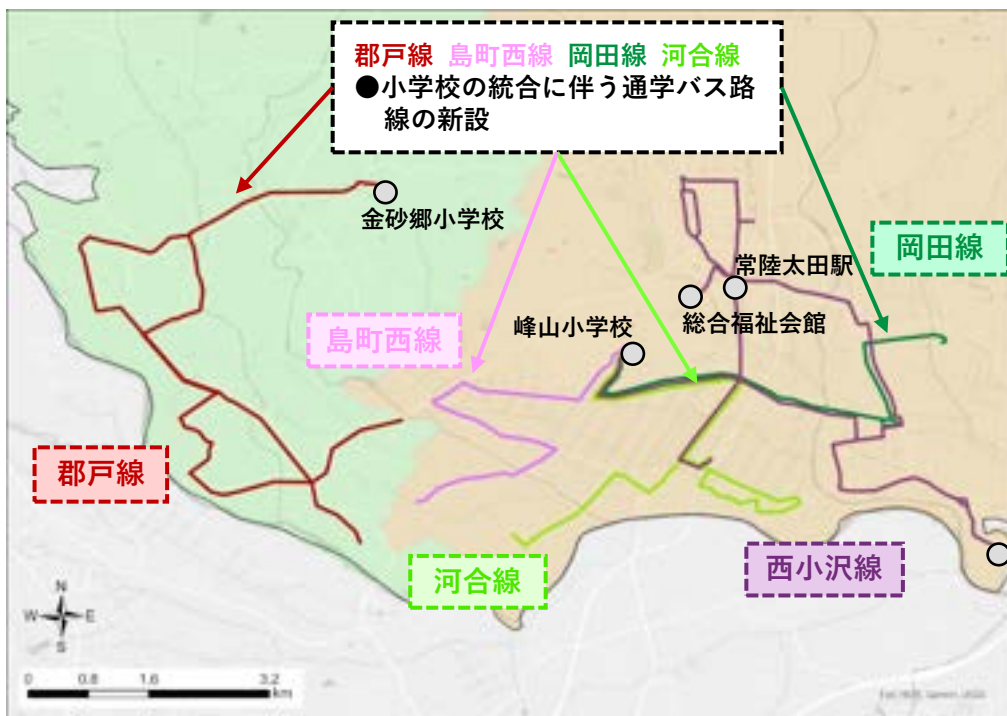 郡戸線 島町西線 岡田線 河合線
●小学校の統合に伴う通学バス路
線の新設
金砂郷小学校
岡田線
常陸太田駅
総合福祉会館
峰山小学校
島町西線
郡戸線
河合線
西小沢線
N
W E
S
0 0.8 1.6 3.2
km